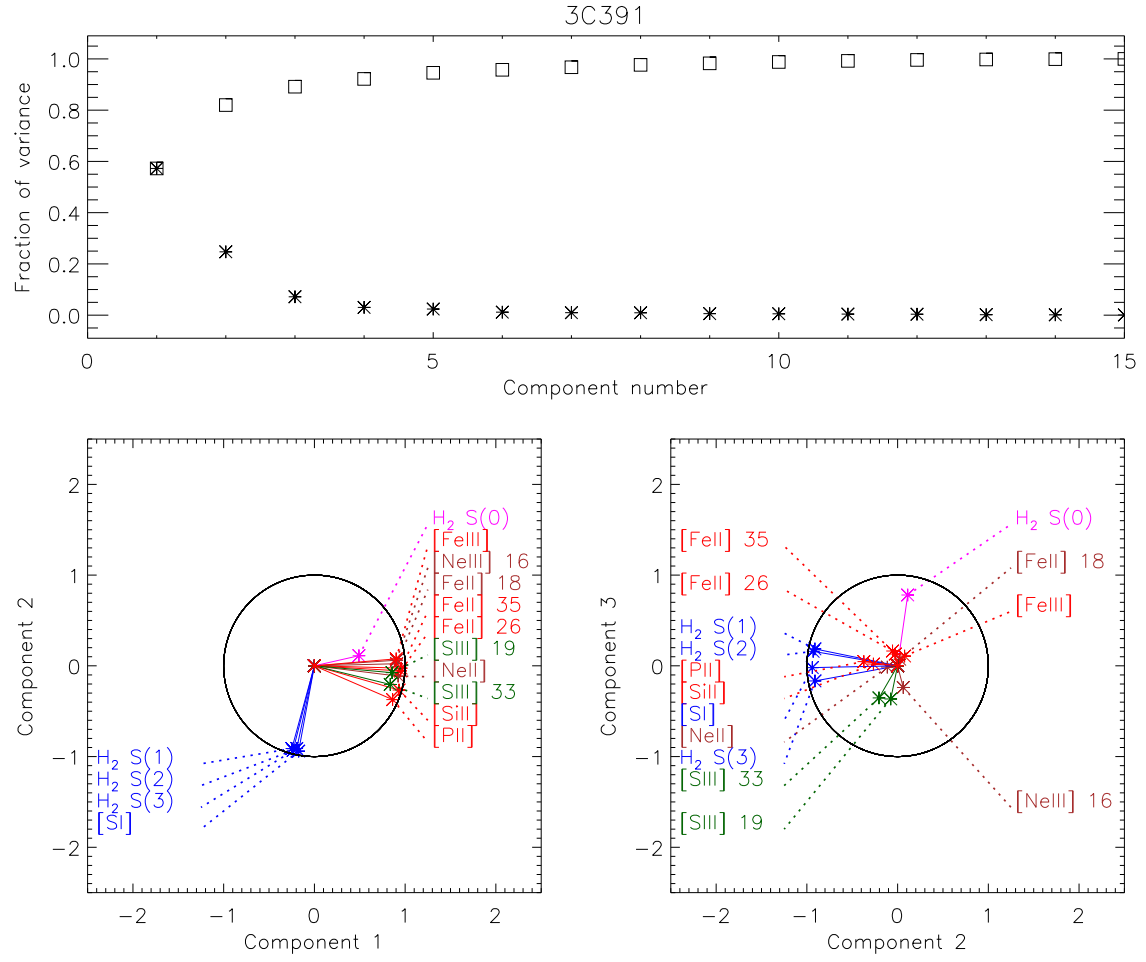 3C391
Fraction of variance
1.0
0.8
0.6
0.4
0.2
0.0
0 5 10 15
Component number
Component 2
2
1
0
-1
-2
H2 S(0)
[FeIII]
[NeIII] 16
[FeII] 18
[FeII] 35
[FeII] 26
[SIII] 19
[NeII]
[SIII] 33
[SiII]
[PII]
H2 S(1)
H2 S(2)
H2 S(3)
[SI]
-2 -1 0 1 2
Component 1
Component 3
2
1
0
-1
-2
[FeII] 35
[FeII] 26
H2 S(1)
H2 S(2)
[PII]
[SiII]
[SI]
[NeII]
H2 S(3)
[SIII] 33
[SIII] 19
H2 S(0)
[FeII] 18
[FeIII]
[NeIII] 16
-2 -1 0 1 2
Component 2